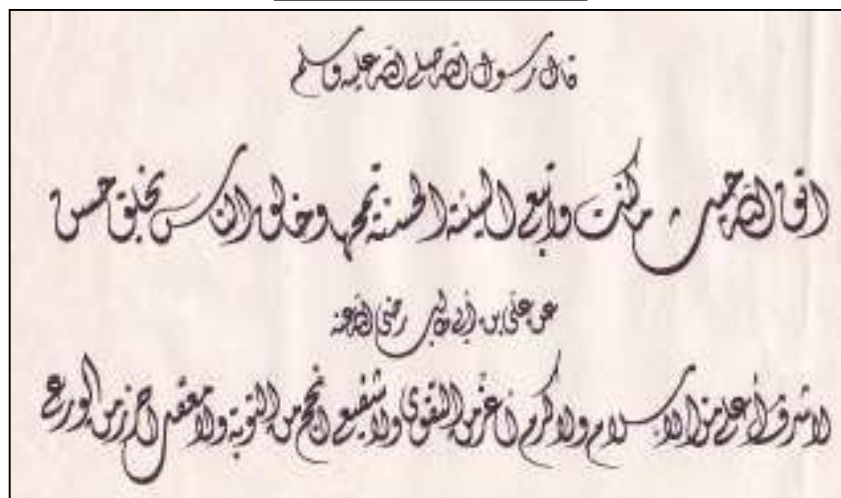 قال رسول الله صلى الله عليه وسلم
اتق الله حيث ما كنت واتبع السيئة الحسنة تمحها وخالق الناس بخلق حسن
عن علي بن أبي طالب رضي الله عنه
لا شرف أعلى من الإسلام ولا كرم أعز من التقوى ولا شفيع أنجح من التوبة ولا معقل أحرز من الورع